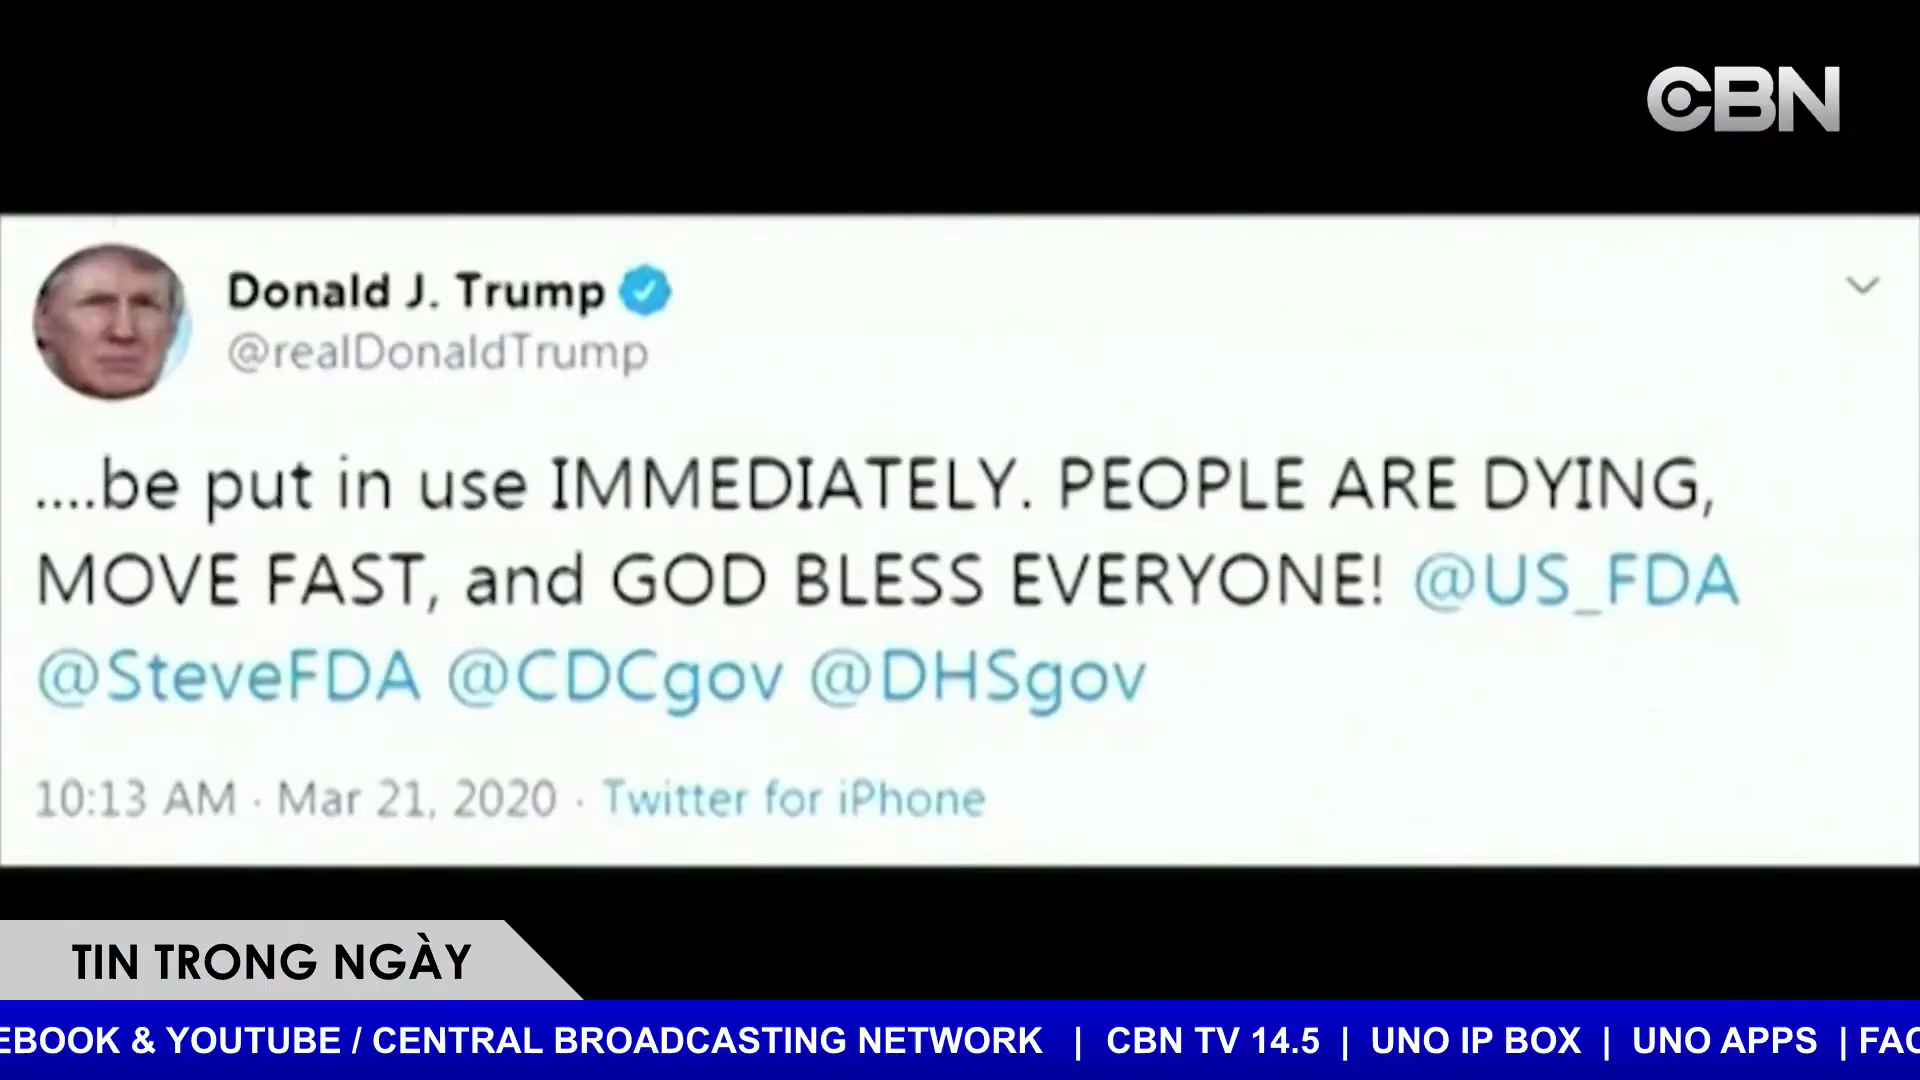 CBN
Donald J. Trump
@realDonaldTrump
....be put in use IMMEDIATELY. PEOPLE ARE DYING,
MOVE FAST, and GOD BLESS EVERYONE! @US_FDA
@SteveFDA @CDCgov @DHSgov
10:13 AM · Mar 21, 2020 · Twitter for iPhone
TIN TRONG NGÀY
EBOOK & YOUTUBE / CENTRAL BROADCASTING NETWORK | CBN TV 14.5 | UNO IP BOX | UNO APPS | FAC